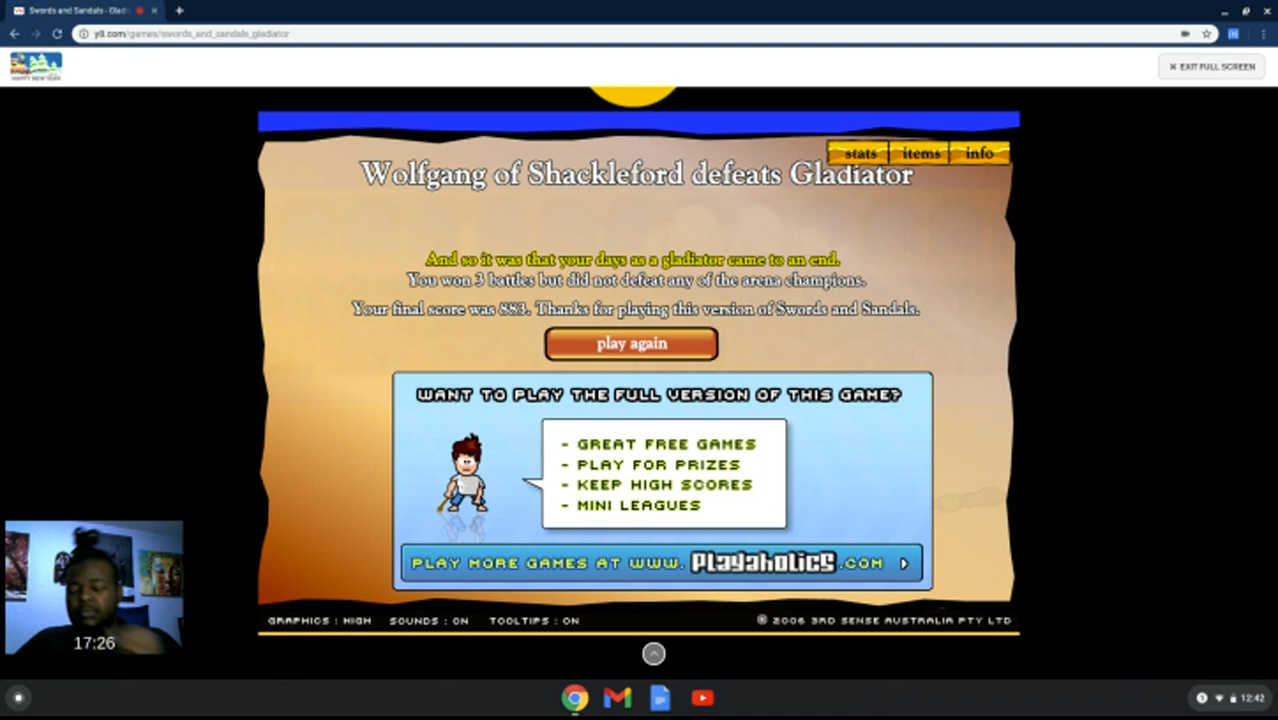 Swords and Sandals - Glad
y8.com/games/swords_and_sandals_gladiator
EXIT FULL SCREEN
stats items info
Wolfgang of Shackleford defeats Gladiator
And so it was that your days as a gladiator came to an end.
You won 3 battles but did not defeat any of the arena champions.
Your final score was 883. Thanks for playing this version of Swords and Sandals.
play again
WANT TO PLAY THE FULL VERSION OF THIS GAME?
- GREAT FREE GAMES
- PLAY FOR PRIZES
- KEEP HIGH SCORES
- MINI LEAGUES
PLAY MORE GAMES AT WWW.PLAYAHOLICS.COM
17:26
GRAPHICS : HIGH SOUNDS : ON TOOLTIPS : ON © 2006 3RD SENSE AUSTRALIA PTY LTD
12:42